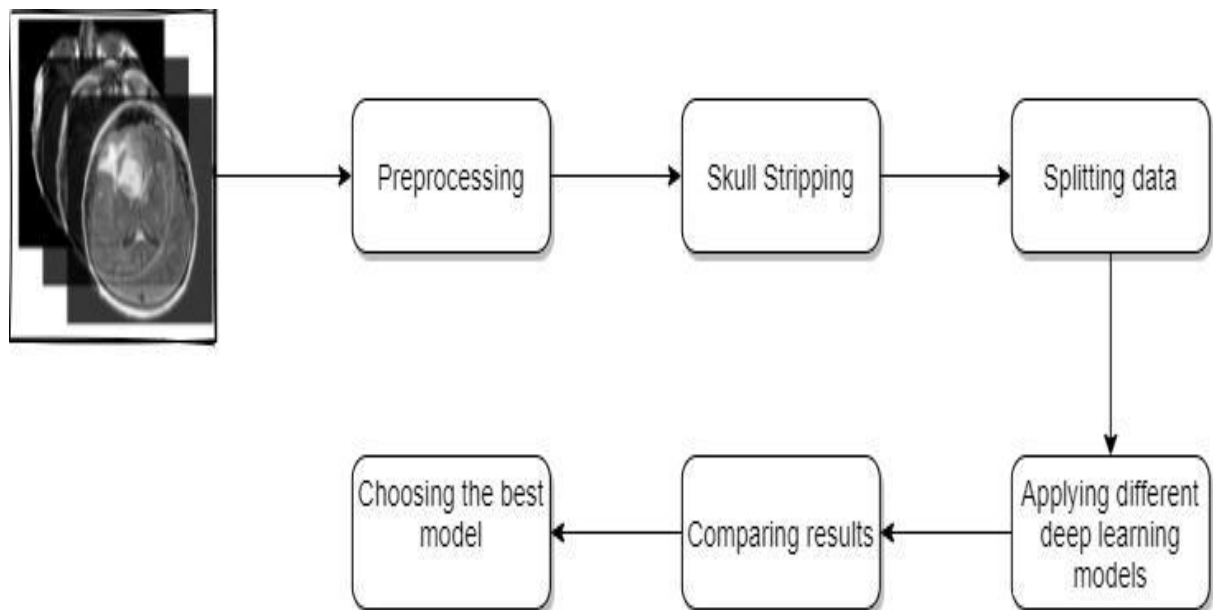 Preprocessing
Skull Stripping
Splitting data
Applying different
deep learning
models
Comparing results
Choosing the best
model